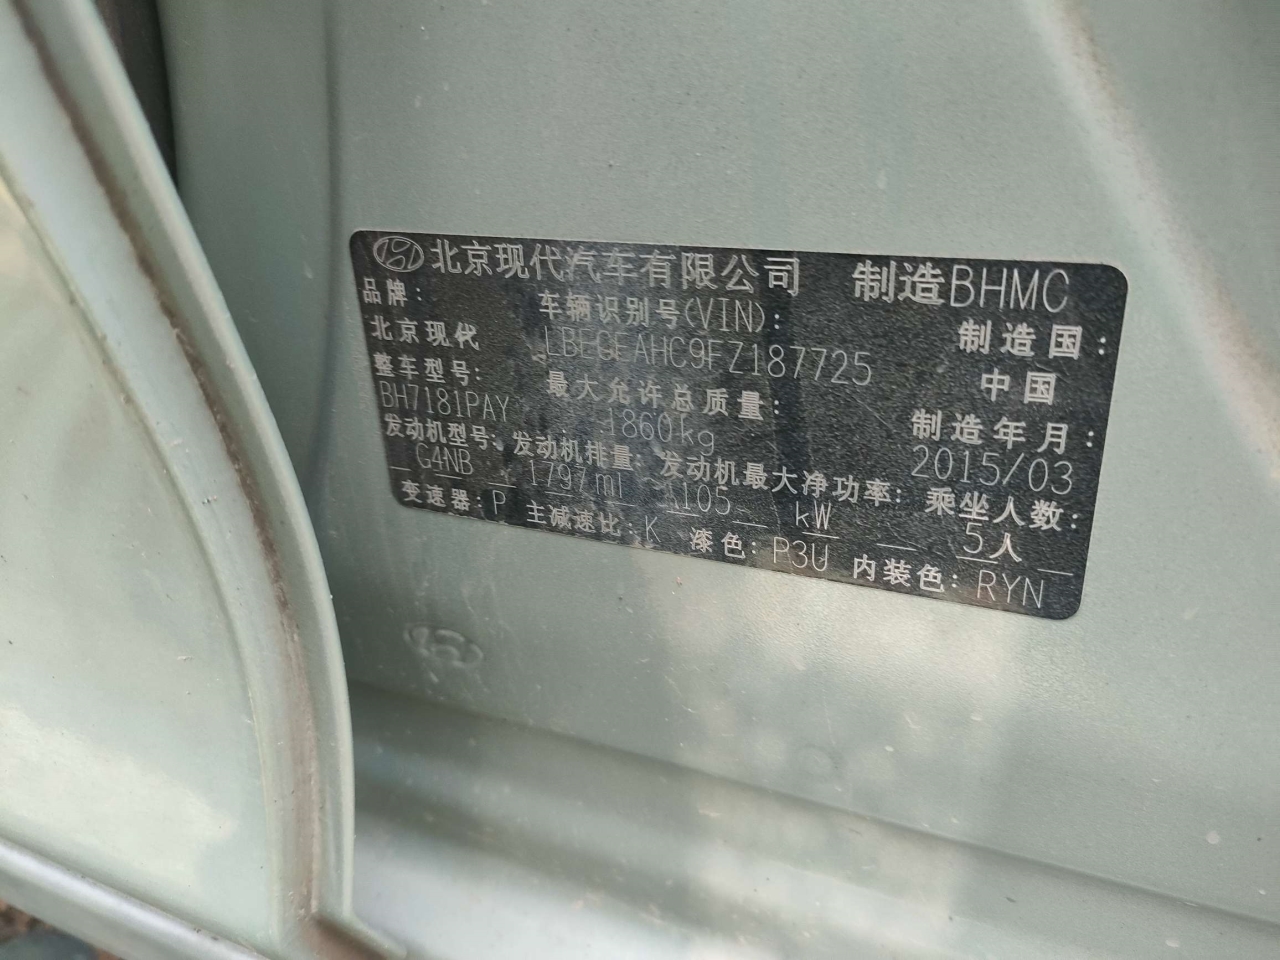 北京现代汽车有限公司 制造BHMC
品牌: 车辆识别号(VIN): 制造国:
北京现代 LBECFAHC9FZ187725 中国
整车型号: 最大允许总质量: 制造年月:
BH7181PAY 1860kg 2015/03
发动机型号: 发动机排量: 发动机最大净功率: 乘坐人数:
G4NB 1797ml 105 kW 5人
变速器:P 主减速比:K 漆色:P3U 内装色:RYN